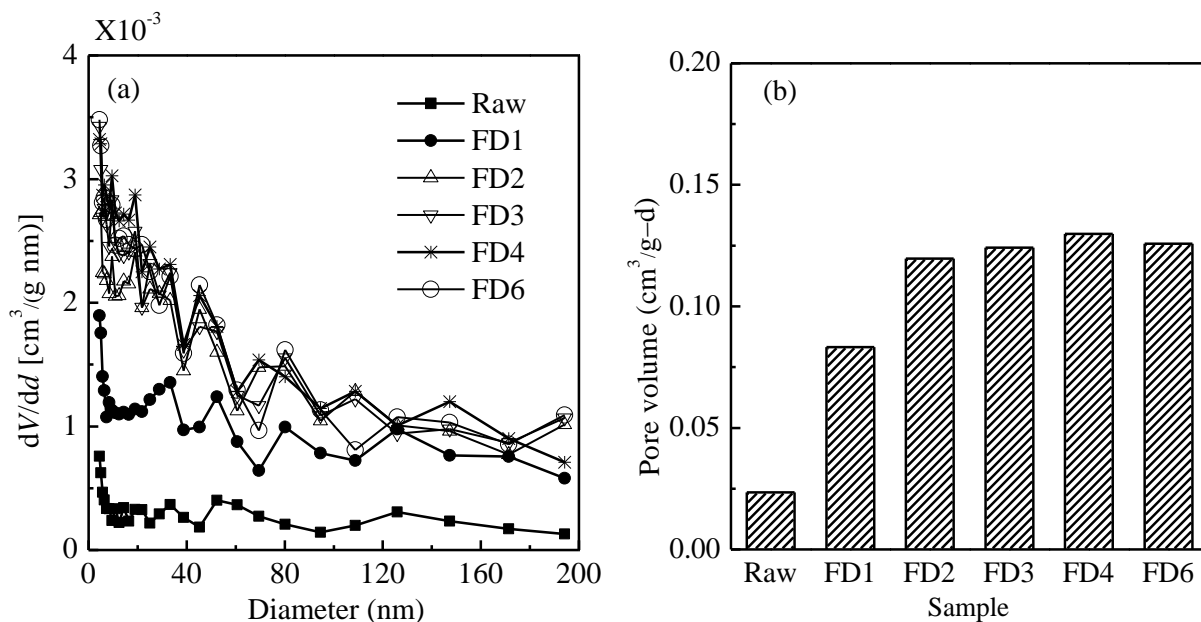 X10⁻³
4
3
2
1
0
dV/dd [cm³/(g nm)]
(a)
Raw
FD1
FD2
FD3
FD4
FD6
0 40 80 120 160 200
Diameter (nm)
0.20
0.15
0.10
0.05
0.00
Pore volume (cm³/g–d)
(b)
Raw FD1 FD2 FD3 FD4 FD6
Sample